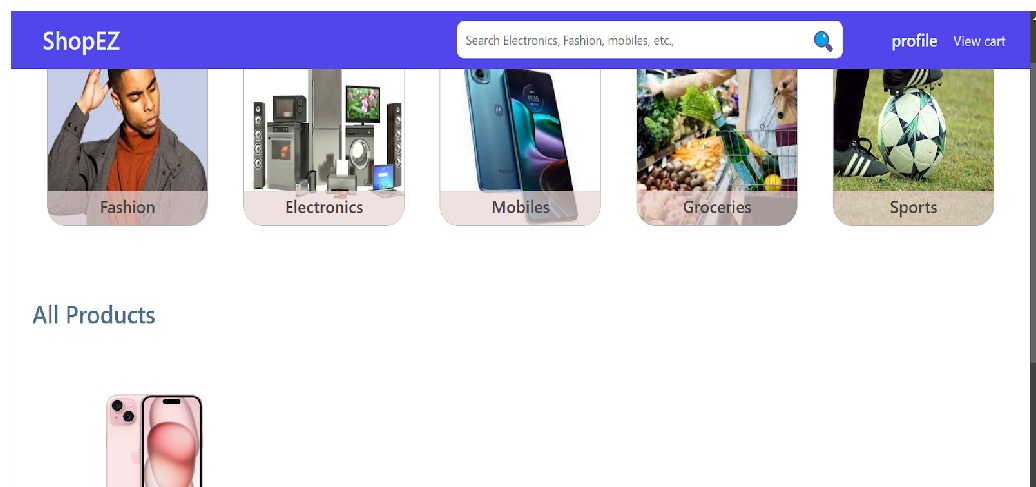 ShopEZ
Search Electronics, Fashion, mobiles, etc.,
profile
View cart
Fashion
Electronics
Mobiles
Groceries
Sports
All Products